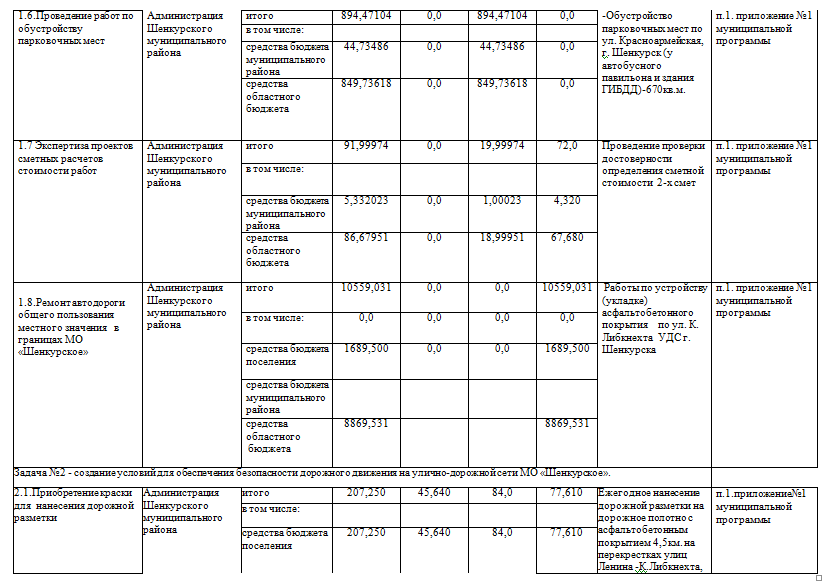 1.6.Проведение работ по
обустройству
парковочных мест
Администрация
Шенкурского
муниципального
района
итого 894,47104 0,0 894,47104 0,0
в том числе:
средства бюджета
муниципального
района
44,73486 0,0 44,73486 0,0
средства
областного
бюджета
849,73618 0,0 849,73618 0,0
-Обустройство
парковочных мест по
ул. Красноармейская,
г. Шенкурск (у
автобусного
павильона и здания
ГИБДД)-670кв.м.
п.1. приложение №1
муниципальной
программы
1.7 Экспертиза проектов
сметных расчетов
стоимости работ
Администрация
Шенкурского
муниципального
района
итого 91,99974 0,0 19,99974 72,0
в том числе:
средства бюджета
муниципального
района
5,332023 0,0 1,00023 4,320
средства
областного
бюджета
86,67951 0,0 18,99951 67,680
Проведение проверки
достоверности
определения сметной
стоимости 2-х смет
п.1. приложение №1
муниципальной
программы
1.8.Ремонт автодороги
общего пользования
местного значения в
границах МО
«Шенкурское»
Администрация
Шенкурского
муниципального
района
итого 10559,031 0,0 0,0 10559,031
в том числе: 0,0 0,0 0,0 0,0
средства бюджета
поселения
1689,500 0,0 0,0 1689,500
средства бюджета
муниципального
района
средства
областного
бюджета
8869,531 8869,531
Работы по устройству
(укладке)
асфальтобетонного
покрытия по ул. К.
Либкнехта УДС г.
Шенкурска
п.1. приложение №1
муниципальной
программы
Задача №2 - создание условий для обеспечения безопасности дорожного движения на улично-дорожной сети МО «Шенкурское».
2.1.Приобретение краски
для нанесения дорожной
разметки
Администрация
Шенкурского
муниципального
района
итого 207,250 45,640 84,0 77,610
в том числе:
средства бюджета
поселения
207,250 45,640 84,0 77,610
Ежегодное нанесение
дорожной разметки на
дорожное полотно с
асфальтобетонным
покрытием 4,5км. на
перекрестках улиц
Ленина -К.Либкнехта,
п.1.приложение№1
муниципальной
программы